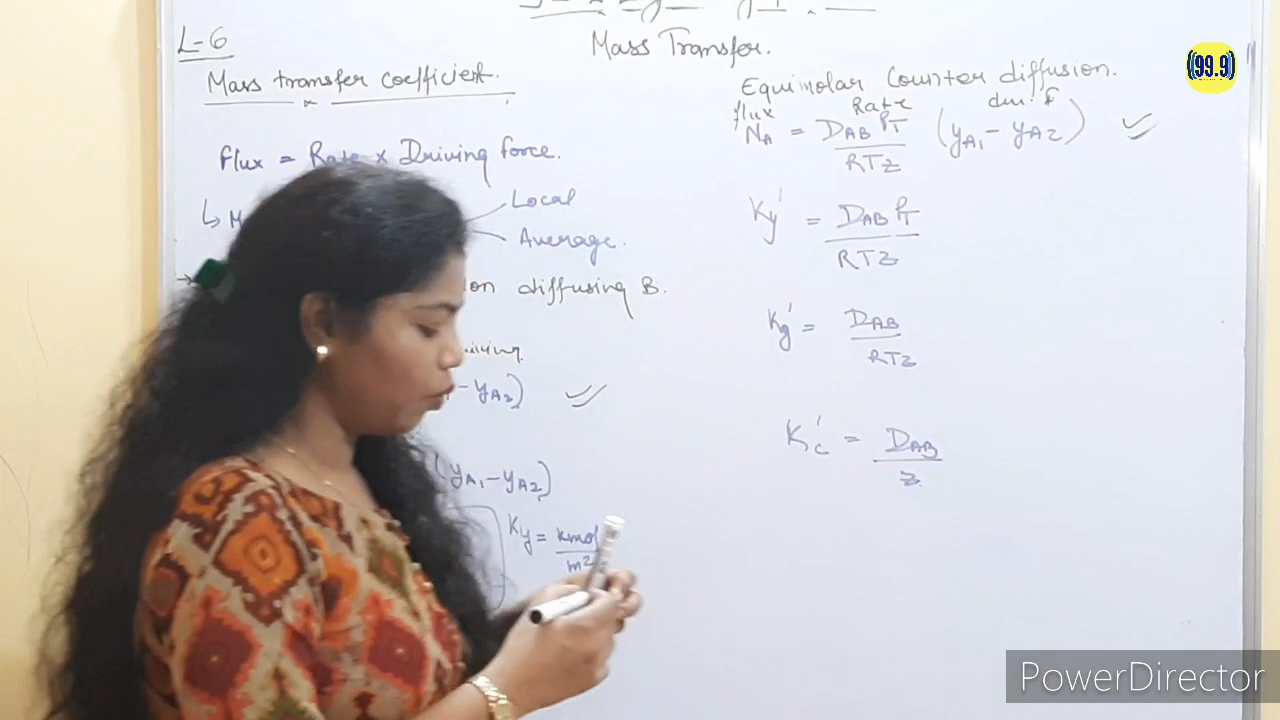 L-6
Mass Transfer.
Mass transfer coefficient.
Flux = Rate × Driving force.
Local
Average.
diffusing B.
- yA2)
(yA1 - yA2)
Ky = kmol
m²
Equimolar Counter diffusion.
flux Rate
NA = DAB PT (yA1 - yA2)
RTz
Ky' = DAB PT
RTz
Kg' = DAB
RTz
Kc' = DAB
z
((99.9))
PowerDirector